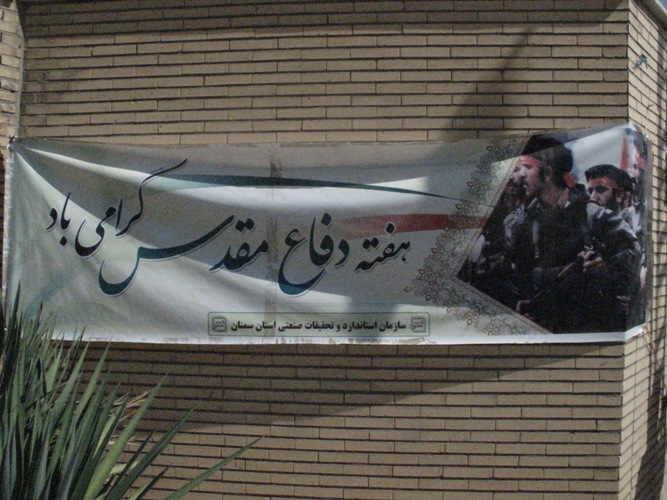 هفته دفاع مقدس گرامی باد
سازمان استاندارد و تحقیقات صنعتی استان سمنان